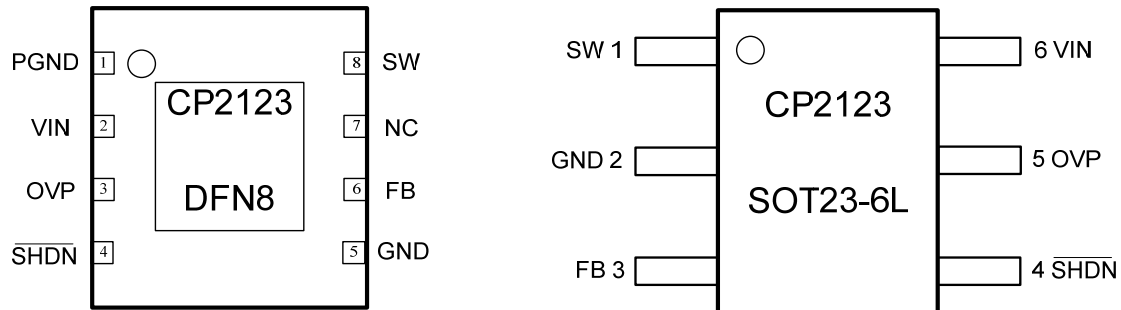 PGND 1
VIN 2
OVP 3
SHDN 4
CP2123
DFN8
8 SW
7 NC
6 FB
5 GND
SW 1
GND 2
FB 3
CP2123
SOT23-6L
6 VIN
5 OVP
4 SHDN